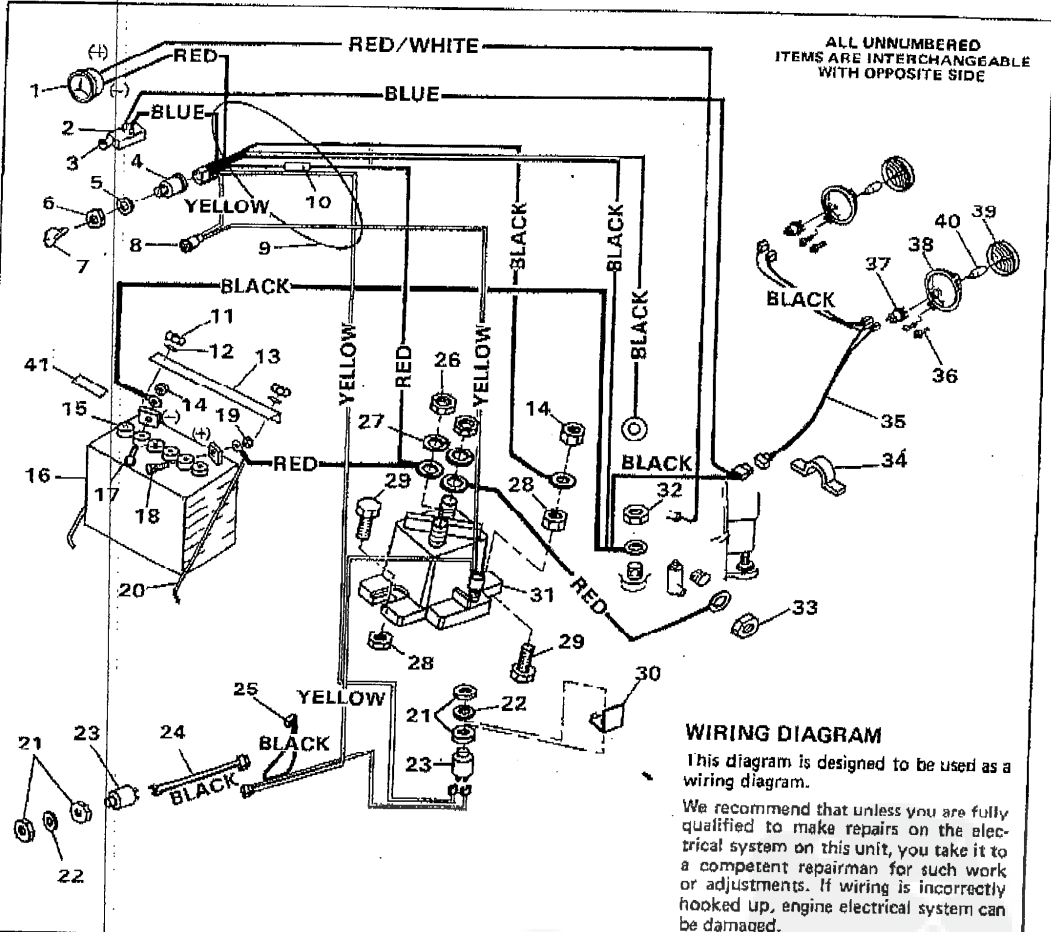 RED/WHITE
ALL UNNUMBERED
ITEMS ARE INTERCHANGEABLE
WITH OPPOSITE SIDE
(+)
RED
1
(-)
BLUE
2
BLUE
3
4
5
10
6
YELLOW
7
8
9
BLACK
BLACK
BLACK
40
39
38
37
BLACK
36
BLACK
11
12
13
41
14
YELLOW
RED
26
YELLOW
35
15
(-)
19
(+)
27
14
34
16
RED
BLACK
17
18
29
28
32
20
31
RED
33
28
29
25
YELLOW
30
21
22
21
23
24
BLACK
23
BLACK
22
WIRING DIAGRAM
This diagram is designed to be used as a
wiring diagram.
We recommend that unless you are fully
qualified to make repairs on the elec-
trical system on this unit, you take it to
a competent repairman for such work
or adjustments. If wiring is incorrectly
hooked up, engine electrical system can
be damaged.